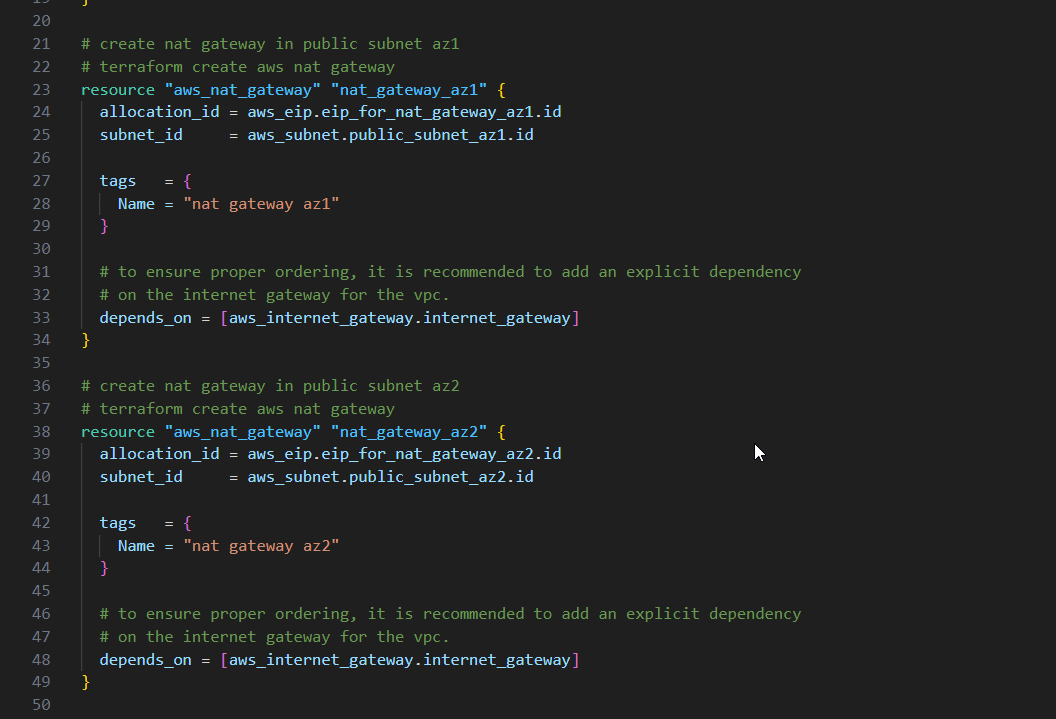 19 }
20
21 # create nat gateway in public subnet az1
22 # terraform create aws nat gateway
23 resource "aws_nat_gateway" "nat_gateway_az1" {
24   allocation_id = aws_eip.eip_for_nat_gateway_az1.id
25   subnet_id     = aws_subnet.public_subnet_az1.id
26
27   tags   = {
28     Name = "nat gateway az1"
29   }
30
31   # to ensure proper ordering, it is recommended to add an explicit dependency
32   # on the internet gateway for the vpc.
33   depends_on = [aws_internet_gateway.internet_gateway]
34 }
35
36 # create nat gateway in public subnet az2
37 # terraform create aws nat gateway
38 resource "aws_nat_gateway" "nat_gateway_az2" {
39   allocation_id = aws_eip.eip_for_nat_gateway_az2.id
40   subnet_id     = aws_subnet.public_subnet_az2.id
41
42   tags   = {
43     Name = "nat gateway az2"
44   }
45
46   # to ensure proper ordering, it is recommended to add an explicit dependency
47   # on the internet gateway for the vpc.
48   depends_on = [aws_internet_gateway.internet_gateway]
49 }
50